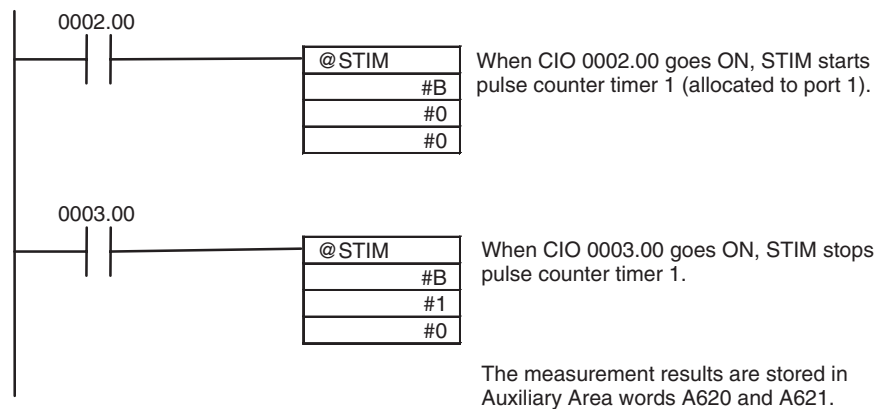 0002.00
@STIM
When CIO 0002.00 goes ON, STIM starts
#B
pulse counter timer 1 (allocated to port 1).
#0
#0
0003.00
@STIM
When CIO 0003.00 goes ON, STIM stops
#B
pulse counter timer 1.
#1
#0
The measurement results are stored in
Auxiliary Area words A620 and A621.